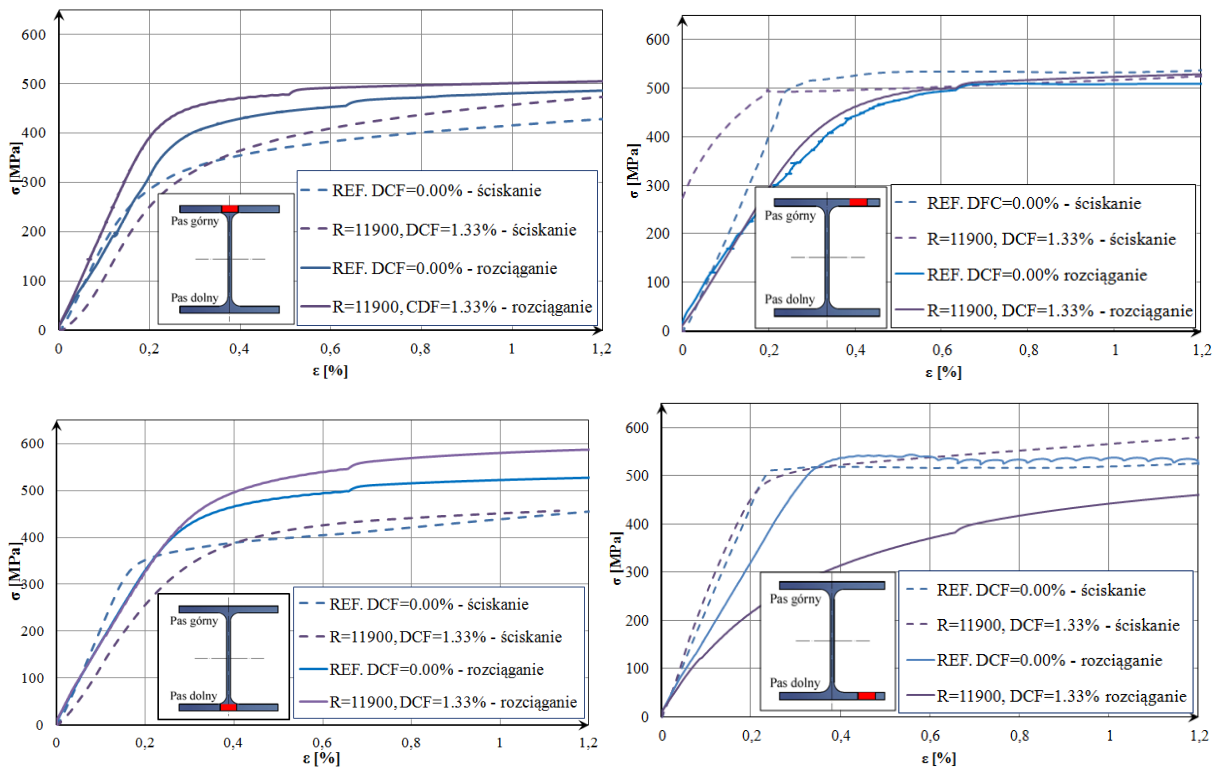 σ [MPa]
600
500
400
300
200
100
0
REF. DCF=0.00% - ściskanie
R=11900, DCF=1.33% - ściskanie
REF. DCF=0.00% - rozciąganie
R=11900, CDF=1.33% - rozciąganie
Pas górny
Pas dolny
0 0,2 0,4 0,6 0,8 1 1,2
ε [%]
σ [MPa]
600
500
400
300
200
100
0
REF. DFC=0.00% - ściskanie
R=11900, DCF=1.33% - ściskanie
REF. DCF=0.00% rozciąganie
R=11900, DCF=1.33% - rozciąganie
Pas górny
Pas dolny
0 0,2 0,4 0,6 0,8 1 1,2
ε [%]
σ [MPa]
600
500
400
300
200
100
0
REF. DCF=0.00% - ściskanie
R=11900, DCF=1.33% - ściskanie
REF. DCF=0.00% - rozciąganie
R=11900, DCF=1.33% - rozciąganie
Pas górny
Pas dolny
0 0,2 0,4 0,6 0,8 1 1,2
ε [%]
σ [MPa]
600
500
400
300
200
100
0
REF. DCF=0.00% - ściskanie
R=11900, DCF=1.33% - ściskanie
REF. DCF=0.00% - rozciąganie
R=11900, DCF=1.33% rozciąganie
Pas górny
Pas dolny
0 0,2 0,4 0,6 0,8 1 1,2
ε [%]